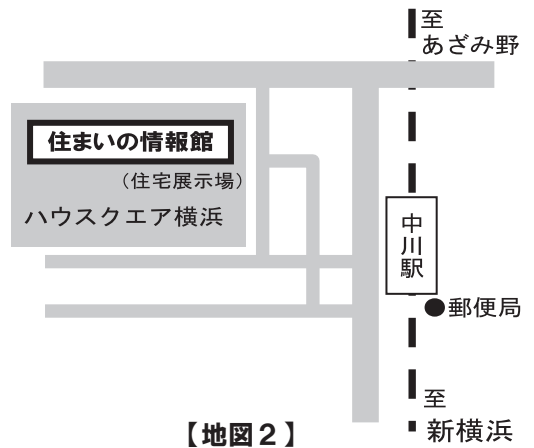 至
あざみ野
住まいの情報館
（住宅展示場）
ハウスクエア横浜
中川駅
●郵便局
至
新横浜
【地図２】